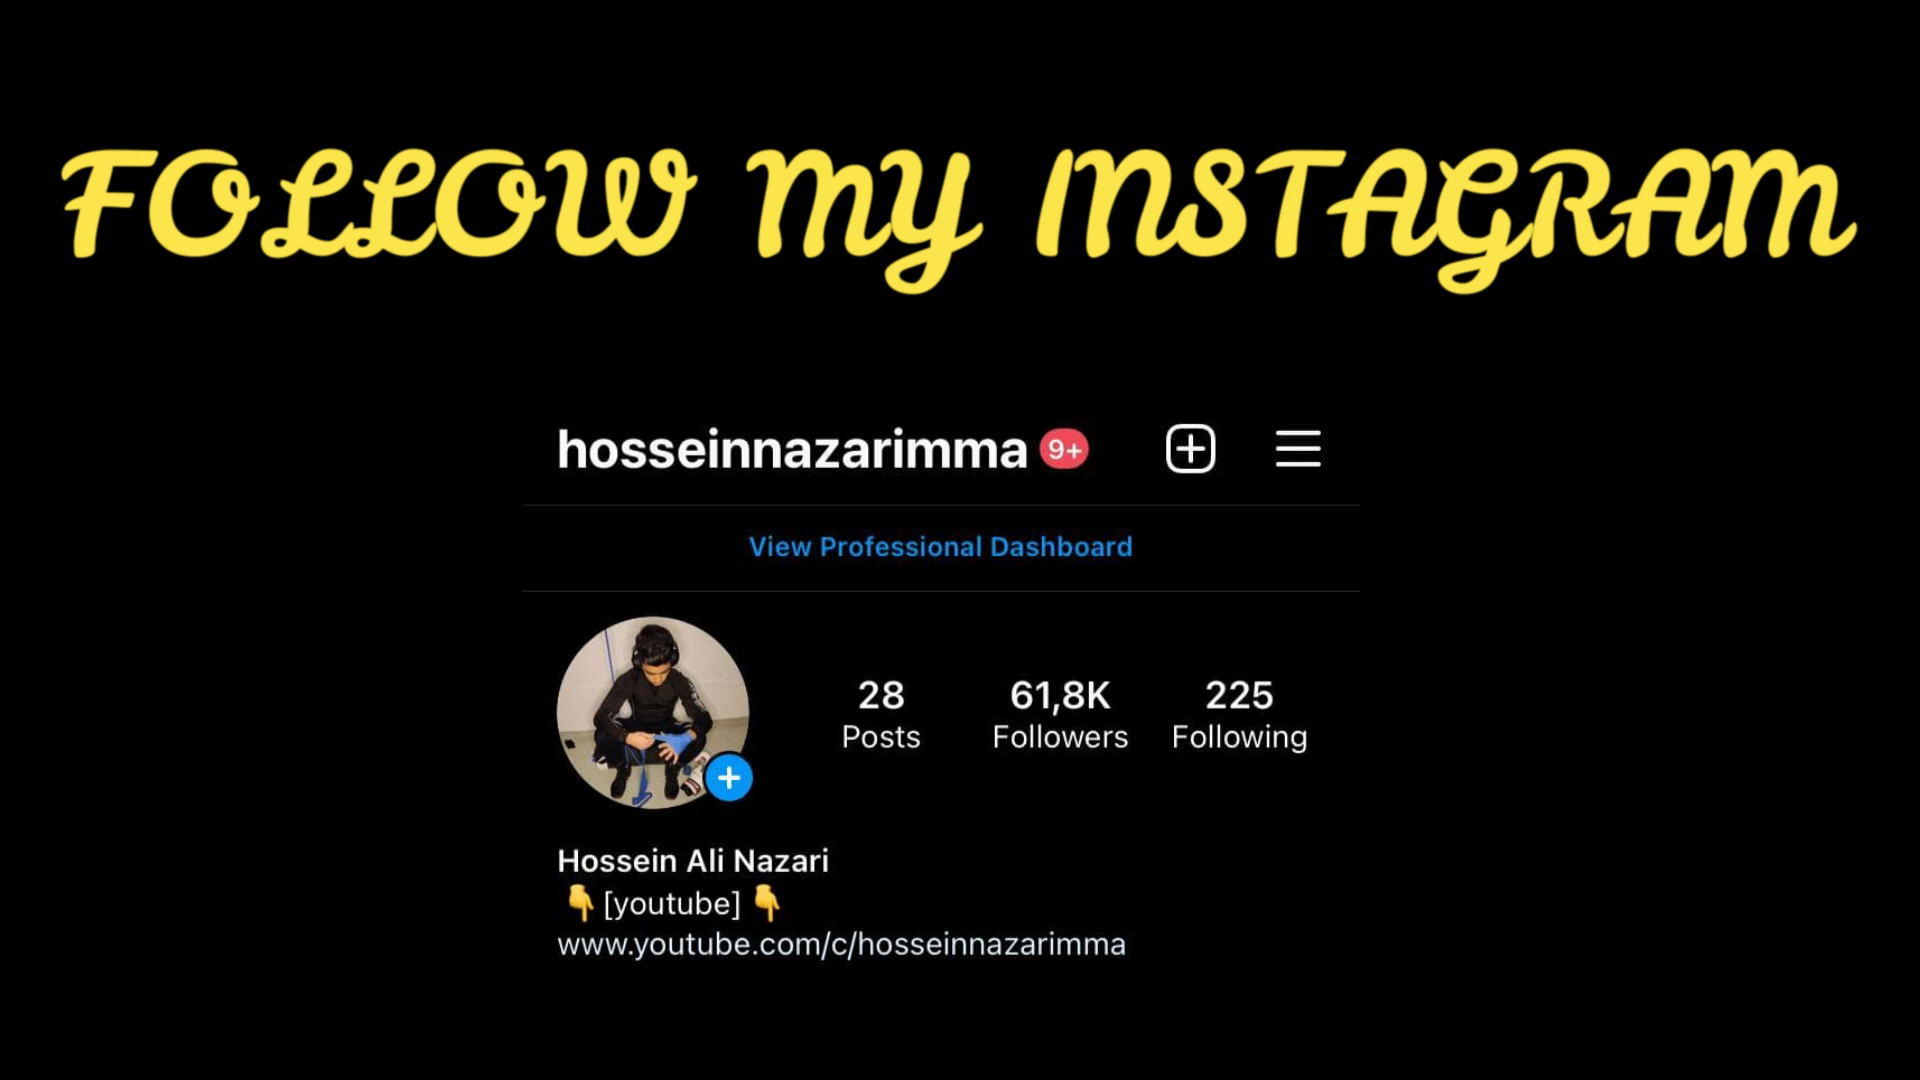 FOLLOW MY INSTAGRAM
hosseinnazarimma 9+
View Professional Dashboard
28 61,8K 225
Posts Followers Following
Hossein Ali Nazari
👇[youtube]👇
www.youtube.com/c/hosseinnazarimma